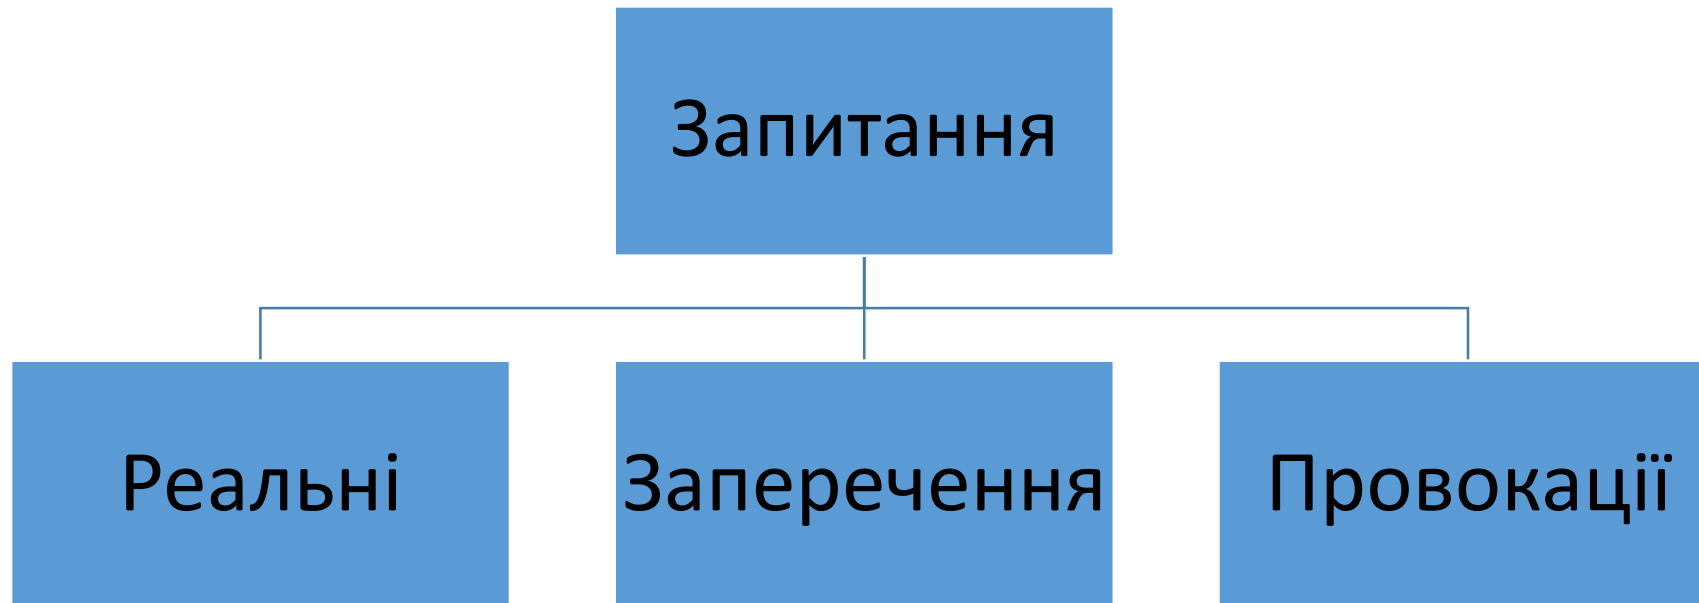 Запитання
Реальні
Заперечення
Провокації